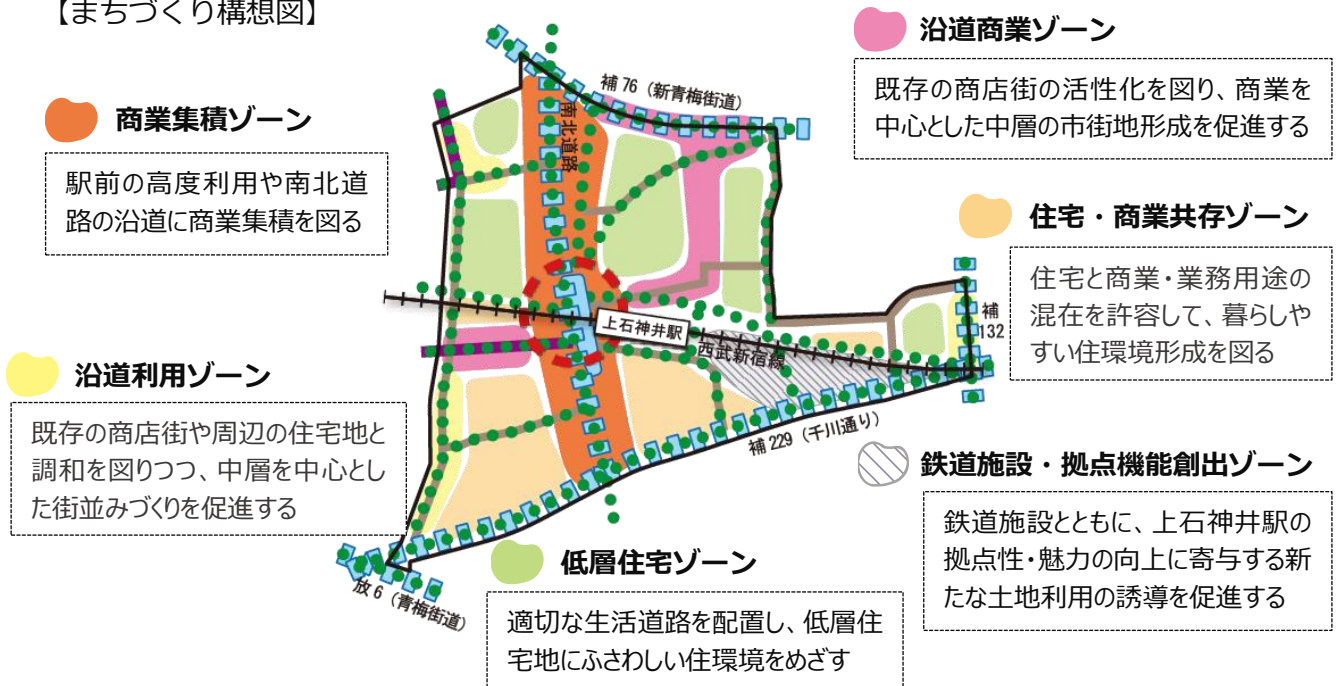 【まちづくり構想図】
沿道商業ゾーン
既存の商店街の活性化を図り、商業を
中心とした中層の市街地形成を促進する
商業集積ゾーン
駅前の高度利用や南北道
路の沿道に商業集積を図る
補76（新青梅街道）
南北道路
住宅・商業共存ゾーン
住宅と商業・業務用途の
混在を許容して、暮らしや
すい住環境形成を図る
補
132
上石神井駅
西武新宿線
沿道利用ゾーン
既存の商店街や周辺の住宅地と
調和を図りつつ、中層を中心とし
た街並みづくりを促進する
補229（千川通り）
鉄道施設・拠点機能創出ゾーン
鉄道施設とともに、上石神井駅の
拠点性・魅力の向上に寄与する新
たな土地利用の誘導を促進する
放6（青梅街道）
低層住宅ゾーン
適切な生活道路を配置し、低層住
宅地にふさわしい住環境をめざす